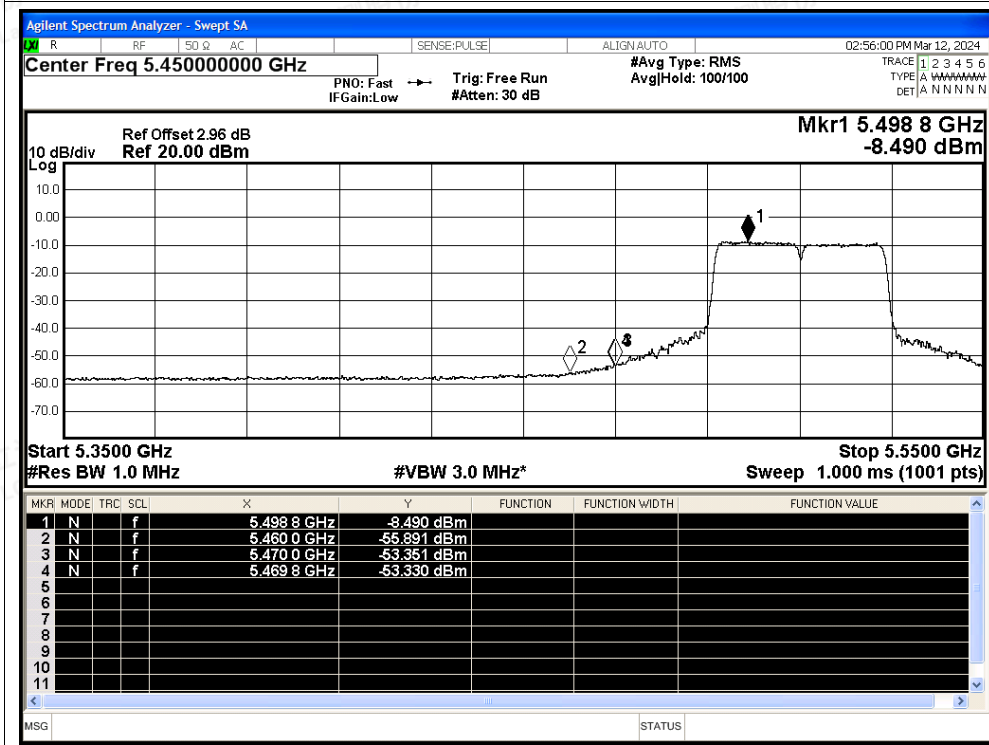 Agilent Spectrum Analyzer - Swept SA
LXI R RF 50 Ω AC SENSE:PULSE ALIGN AUTO 02:56:00 PM Mar 12, 2024
Center Freq 5.450000000 GHz
PNO: Fast
IFGain:Low
Trig: Free Run
#Atten: 30 dB
#Avg Type: RMS
Avg|Hold: 100/100
TRACE 1 2 3 4 5 6
TYPE A WWWWW
DET A N N N N N
Mkr1 5.498 8 GHz
-8.490 dBm
Ref Offset 2.96 dB
10 dB/div Ref 20.00 dBm
Log
10.0
0.00
-10.0
-20.0
-30.0
-40.0
-50.0
-60.0
-70.0
1
2
Start 5.3500 GHz Stop 5.5500 GHz
#Res BW 1.0 MHz #VBW 3.0 MHz* Sweep 1.000 ms (1001 pts)
MKR MODE TRC SCL X Y FUNCTION FUNCTION WIDTH FUNCTION VALUE
1 N f 5.498 8 GHz -8.490 dBm
2 N f 5.460 0 GHz -55.891 dBm
3 N f 5.470 0 GHz -53.351 dBm
4 N f 5.469 8 GHz -53.330 dBm
5
6
7
8
9
10
11
MSG STATUS